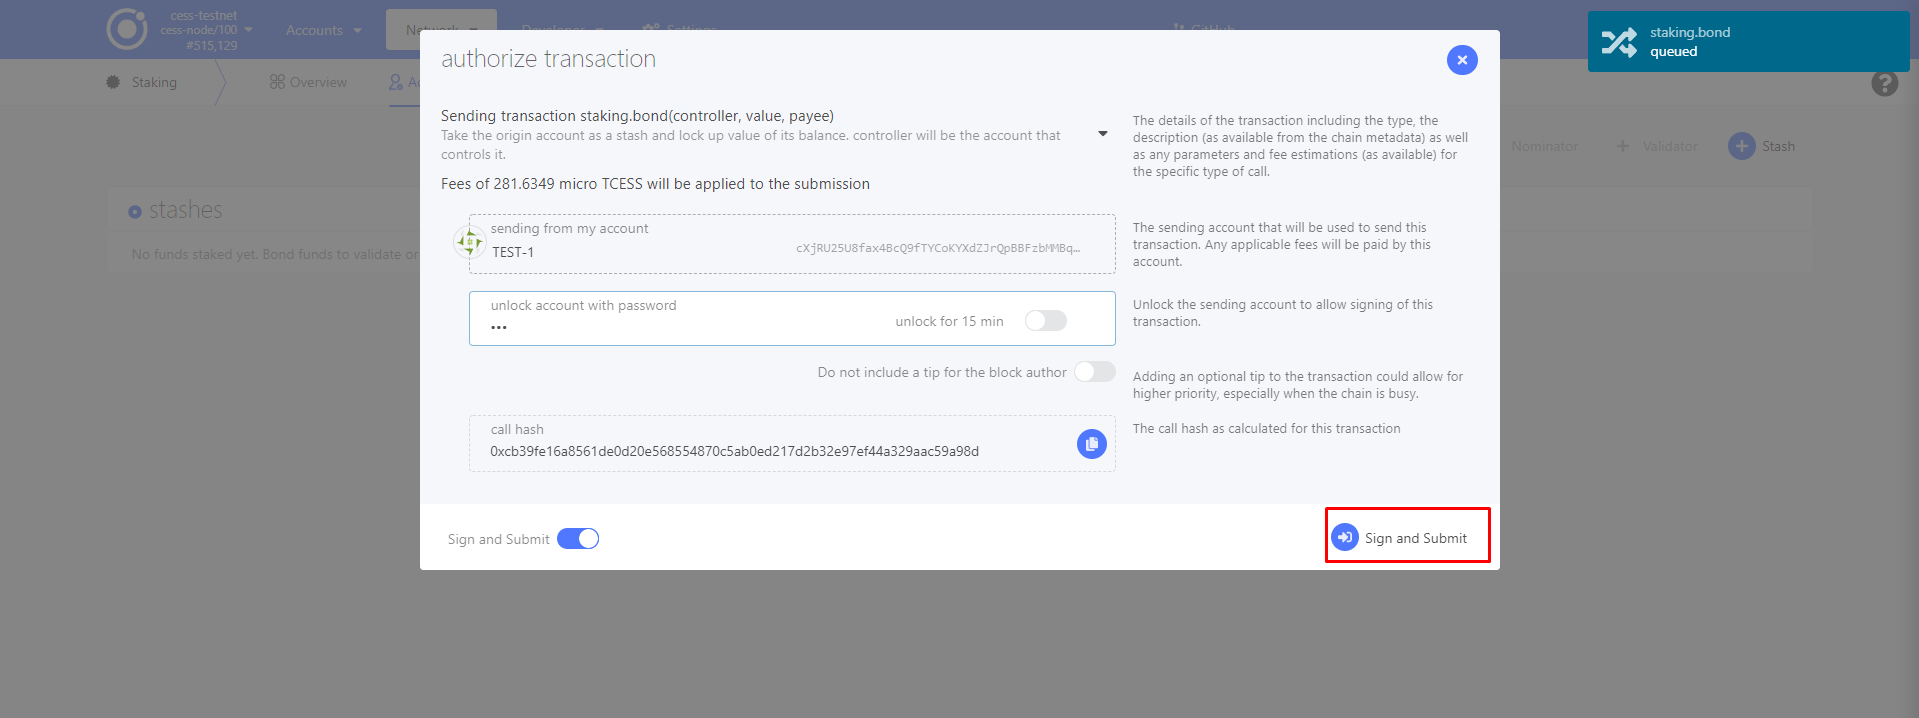 cess-testnet
cess-node/100
#515,129
Accounts
Network
Developer
Settings
GitHub
staking.bond
queued
Staking
Overview
Stash
Validator
Nominator
stashes
No funds staked yet. Bond funds to validate or
authorize transaction
Sending transaction staking.bond(controller, value, payee)
Take the origin account as a stash and lock up value of its balance. controller will be the account that
controls it.
Fees of 281.6349 micro TCESS will be applied to the submission
The details of the transaction including the type, the
description (as available from the chain metadata) as well
as any parameters and fee estimations (as available) for
the specific type of call.
sending from my account
TEST-1
cXjRU25U8fax4BcQ9fTYCoKYXdZJrQpBBFzbMMBq…
The sending account that will be used to send this
transaction. Any applicable fees will be paid by this
account.
unlock account with password
•••
unlock for 15 min
Unlock the sending account to allow signing of this
transaction.
Do not include a tip for the block author
Adding an optional tip to the transaction could allow for
higher priority, especially when the chain is busy.
call hash
0xcb39fe16a8561de0d20e568554870c5ab0ed217d2b32e97ef44a329aac59a98d
The call hash as calculated for this transaction
Sign and Submit
Sign and Submit